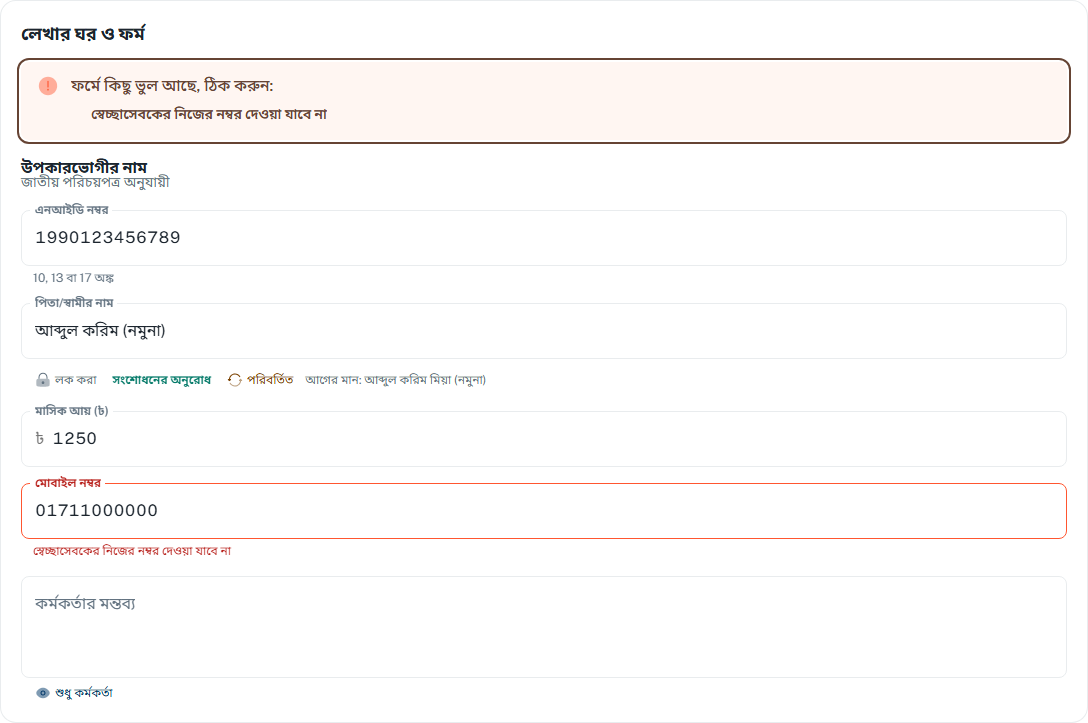 লেখার ঘর ও ফর্ম
ফর্মে কিছু ভুল আছে, ঠিক করুন:
স্বেচ্ছাসেবকের নিজের নম্বর দেওয়া যাবে না
উপকারভোগীর নাম
জাতীয় পরিচয়পত্র অনুযায়ী
এনআইডি নম্বর
1990123456789
10, 13 বা 17 অঙ্ক
পিতা/স্বামীর নাম
আব্দুল করিম (নমুনা)
লক করা সংশোধনের অনুরোধ পরিবর্তিত আগের মান: আব্দুল করিম মিয়া (নমুনা)
মাসিক আয় (৳)
৳ 1250
মোবাইল নম্বর
01711000000
স্বেচ্ছাসেবকের নিজের নম্বর দেওয়া যাবে না
কর্মকর্তার মন্তব্য
শুধু কর্মকর্তা